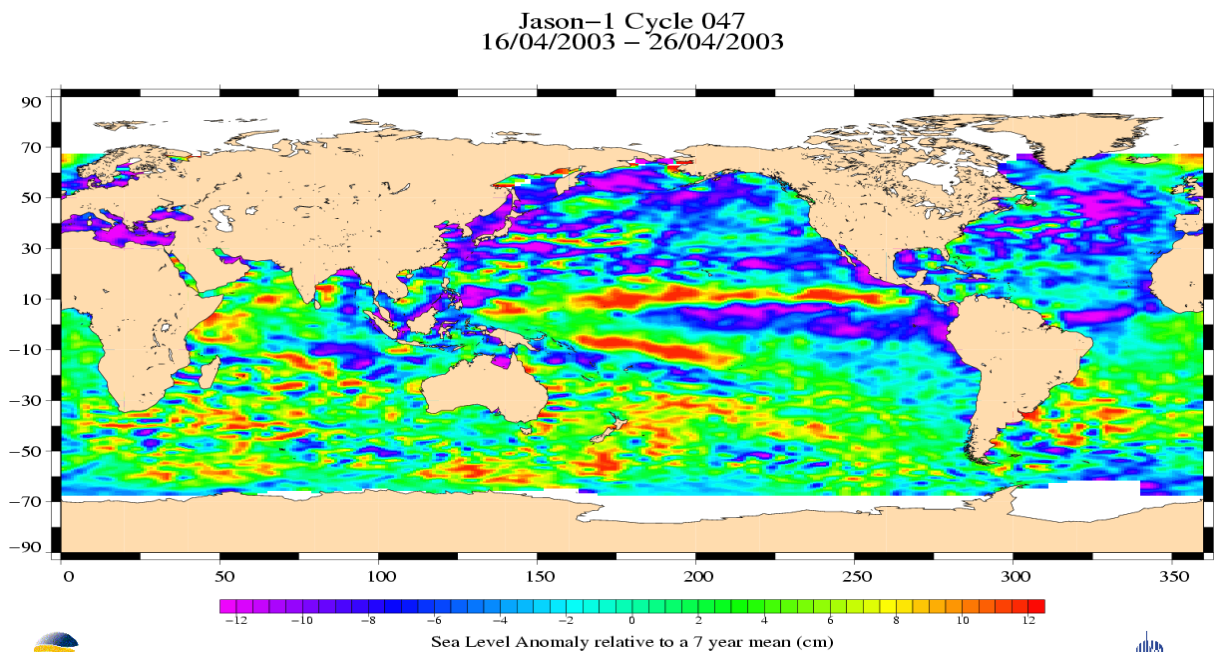 Jason-1 Cycle 047
16/04/2003 - 26/04/2003
90
70
50
30
10
-10
-30
-50
-70
-90
0 50 100 150 200 250 300 350
-12 -10 -8 -6 -4 -2 0 2 4 6 8 10 12
Sea Level Anomaly relative to a 7 year mean (cm)